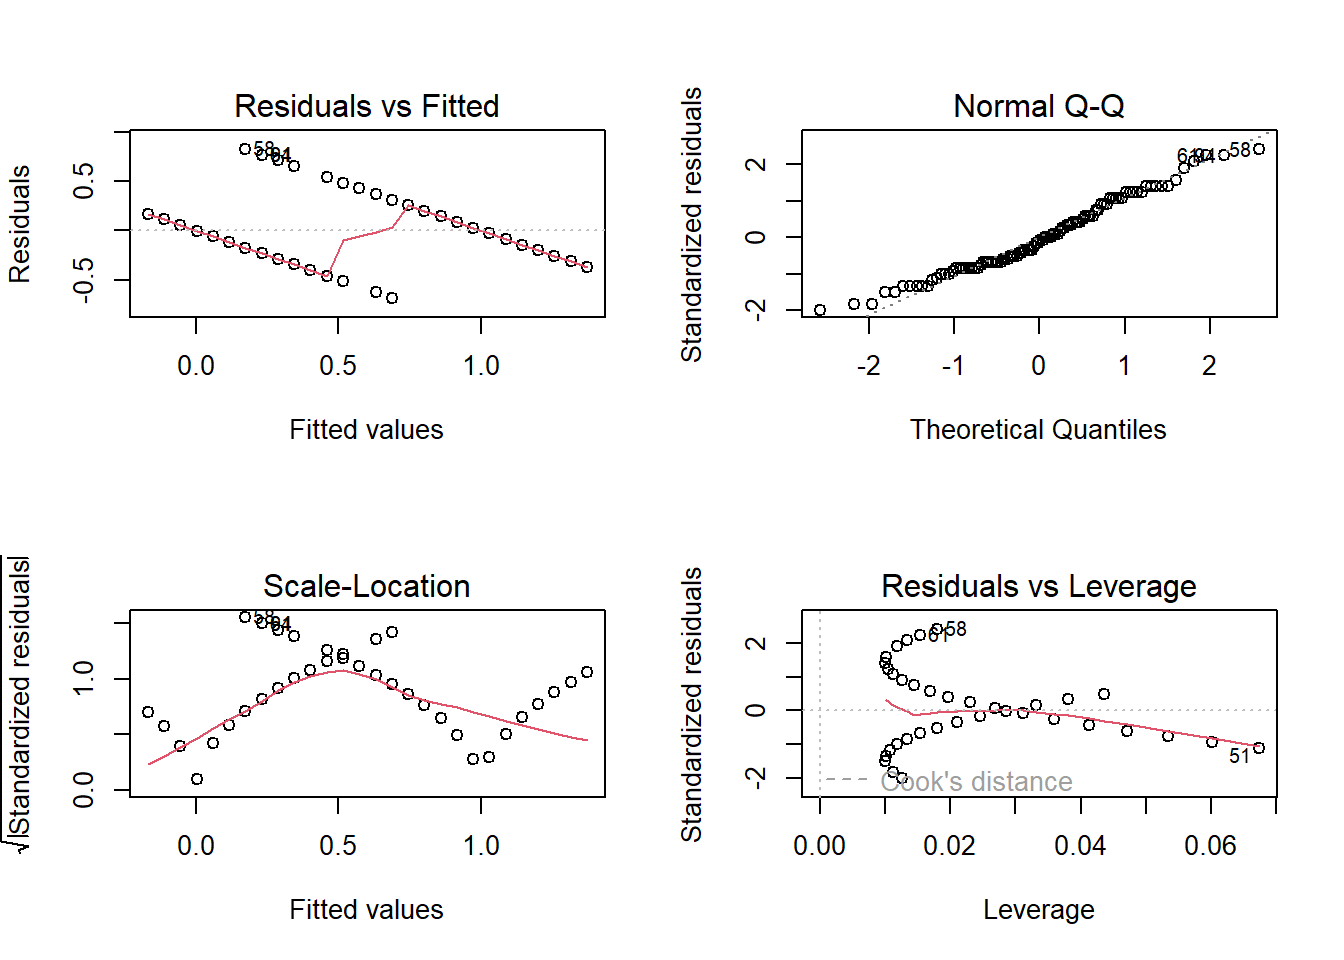 Residuals vs Fitted
Residuals
0.5
-0.5
58
0.0 0.5 1.0
Fitted values
Normal Q-Q
Standardized residuals
2
0
-2
58
-2 -1 0 1 2
Theoretical Quantiles
Scale-Location
√|Standardized residuals|
1.0
0.0
58
0.0 0.5 1.0
Fitted values
Residuals vs Leverage
Standardized residuals
2
0
-2
58
61
51
Cook's distance
0.00 0.02 0.04 0.06
Leverage